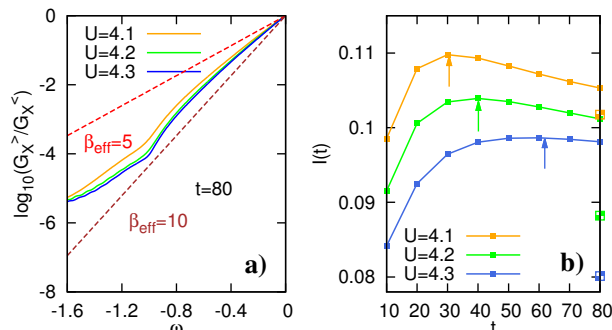 0
-2
-4
-6
-8
log₁₀(G_X^>/G_X^<)
U=4.1
U=4.2
U=4.3
β_eff=5
t=80
β_eff=10
a)
-1.6 -1.2 -0.8 -0.4 0
ω
0.11
0.1
0.09
0.08
I(t)
U=4.1
U=4.2
U=4.3
b)
10 20 30 40 50 60 70 80
t